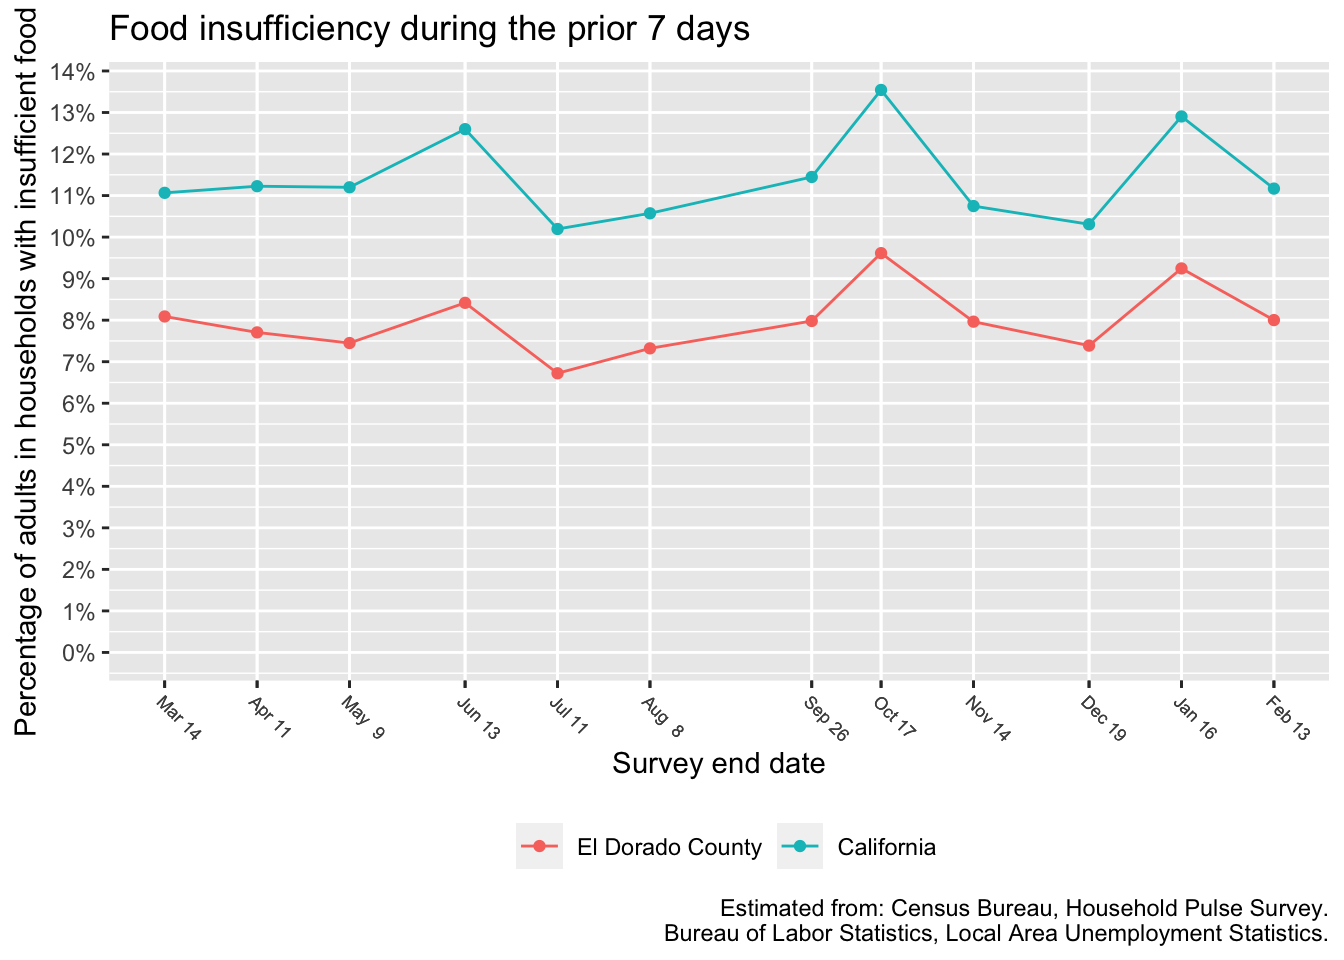 Food insufficiency during the prior 7 days
Percentage of adults in households with insufficient food
14%
13%
12%
11%
10%
9%
8%
7%
6%
5%
4%
3%
2%
1%
0%
Mar 14
Apr 11
May 9
Jun 13
Jul 11
Aug 8
Sep 26
Oct 17
Nov 14
Dec 19
Jan 16
Feb 13
Survey end date
El Dorado County
California
Estimated from: Census Bureau, Household Pulse Survey.
Bureau of Labor Statistics, Local Area Unemployment Statistics.